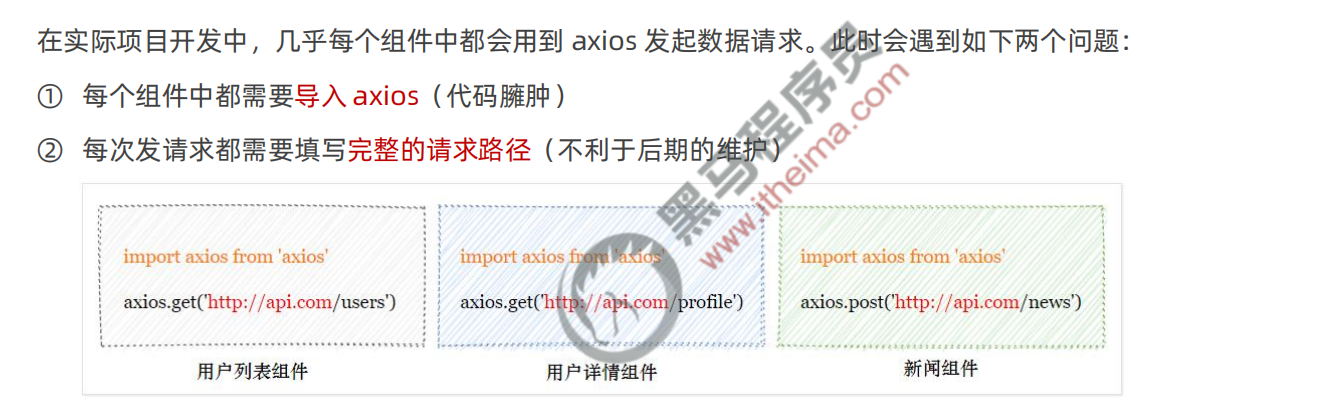 在实际项目开发中，几乎每个组件中都会用到 axios 发起数据请求。此时会遇到如下两个问题：
① 每个组件中都需要导入 axios（代码臃肿）
② 每次发请求都需要填写完整的请求路径（不利于后期的维护）
import axios from 'axios'
axios.get('http://api.com/users')
用户列表组件
import axios from 'axios'
axios.get('http://api.com/profile')
用户详情组件
import axios from 'axios'
axios.post('http://api.com/news')
新闻组件
黑马程序员
www.itheima.com